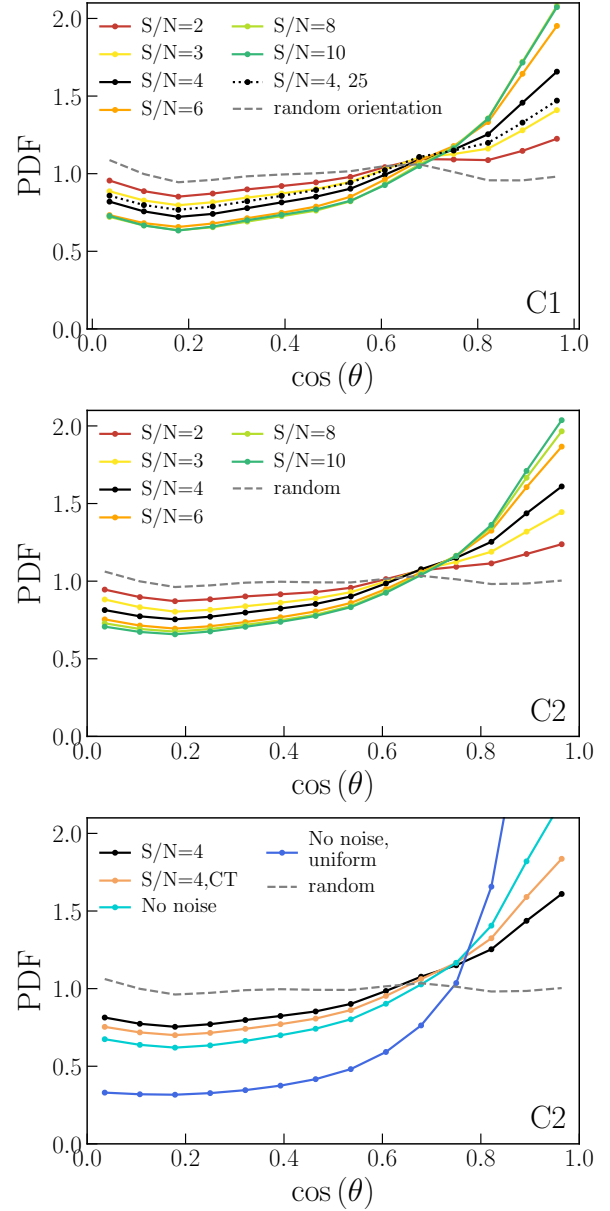 S/N=2
S/N=3
S/N=4
S/N=6
S/N=8
S/N=10
S/N=4, 25
random orientation
2.0
1.5
1.0
0.5
0.0
PDF
C1
0.0 0.2 0.4 0.6 0.8 1.0
cos (θ)
S/N=2
S/N=3
S/N=4
S/N=6
S/N=8
S/N=10
random
2.0
1.5
1.0
0.5
0.0
PDF
C2
0.0 0.2 0.4 0.6 0.8 1.0
cos (θ)
S/N=4
S/N=4,CT
No noise
No noise,
uniform
random
2.0
1.5
1.0
0.5
0.0
PDF
C2
0.0 0.2 0.4 0.6 0.8 1.0
cos (θ)